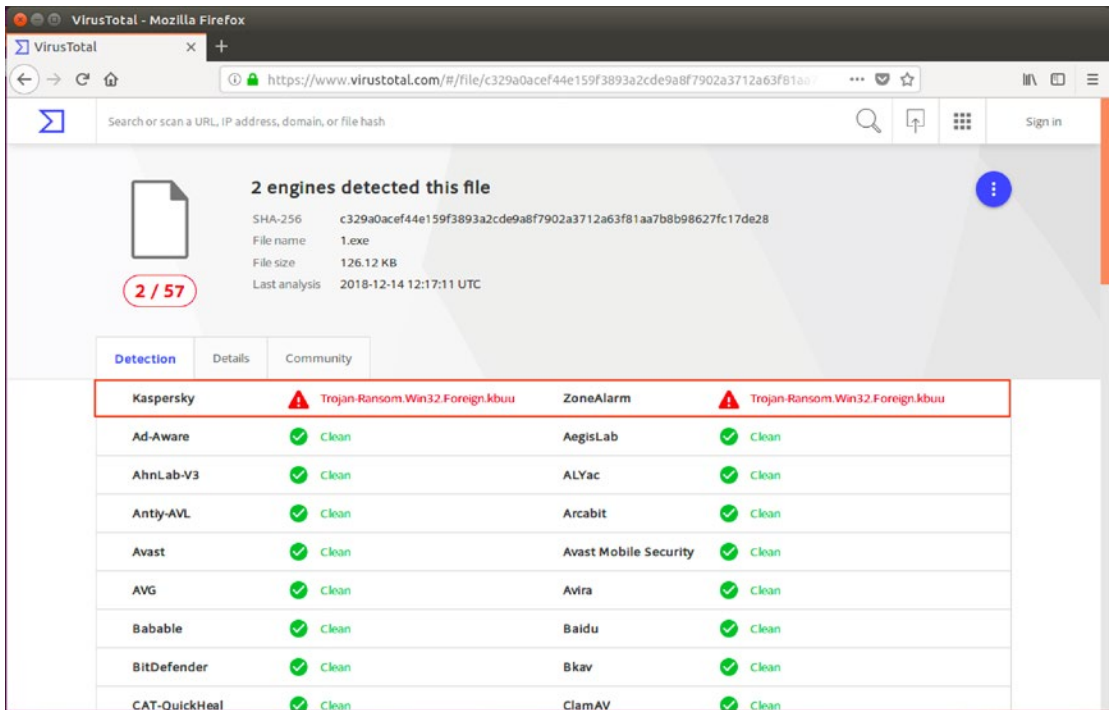 VirusTotal - Mozilla Firefox
VirusTotal
https://www.virustotal.com/#/file/c329a0acef44e159f3893a2cde9a8f7902a3712a63f81aa7
Search or scan a URL, IP address, domain, or file hash
Sign in
2 engines detected this file
SHA-256 c329a0acef44e159f3893a2cde9a8f7902a3712a63f81aa7b8b98627fc17de28
File name 1.exe
File size 126.12 KB
Last analysis 2018-12-14 12:17:11 UTC
2 / 57
Detection Details Community
Kaspersky Trojan-Ransom.Win32.Foreign.kbuu ZoneAlarm Trojan-Ransom.Win32.Foreign.kbuu
Ad-Aware Clean AegisLab Clean
AhnLab-V3 Clean ALYac Clean
Antiy-AVL Clean Arcabit Clean
Avast Clean Avast Mobile Security Clean
AVG Clean Avira Clean
Babable Clean Baidu Clean
BitDefender Clean Bkav Clean
CAT-QuickHeal Clean ClamAV Clean